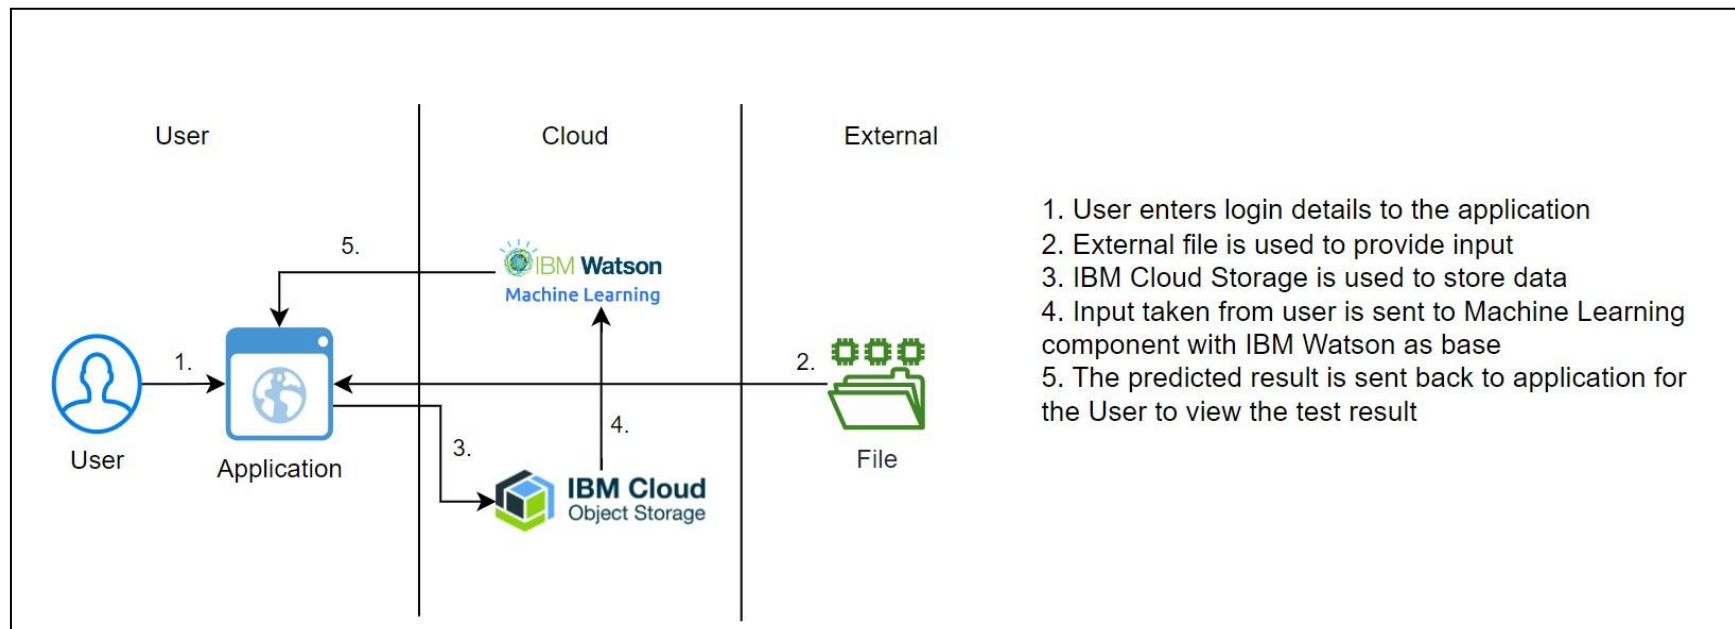 User
Cloud
External
5.
IBM Watson
Machine Learning
1.
2.
3.
4.
User
Application
File
IBM Cloud
Object Storage
1. User enters login details to the application
2. External file is used to provide input
3. IBM Cloud Storage is used to store data
4. Input taken from user is sent to Machine Learning
component with IBM Watson as base
5. The predicted result is sent back to application for
the User to view the test result